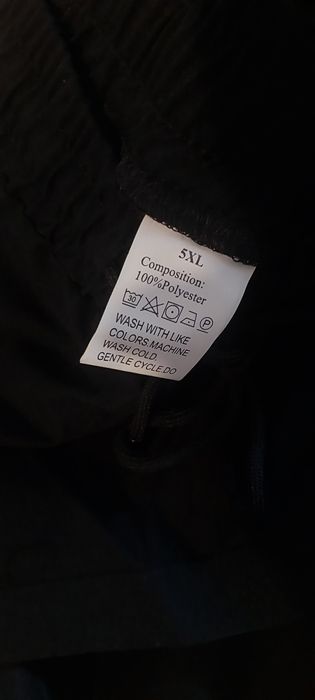 5XL
Composition:
100%Polyester
30 P
WASH WITH LIKE
COLORS.MACHINE
WASH COLD.
GENTLE CYCLE.DO